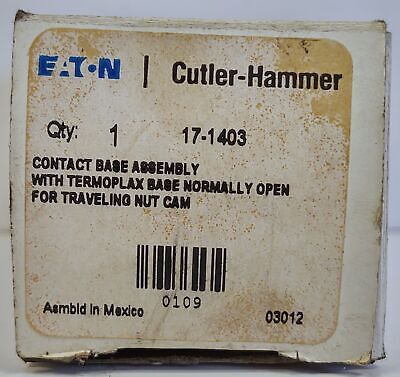 EATON | Cutler-Hammer
Qty: 1 17-1403
CONTACT BASE ASSEMBLY
WITH TERMOPLAX BASE NORMALLY OPEN
FOR TRAVELING NUT CAM
0109
Asmbld in Mexico 03012